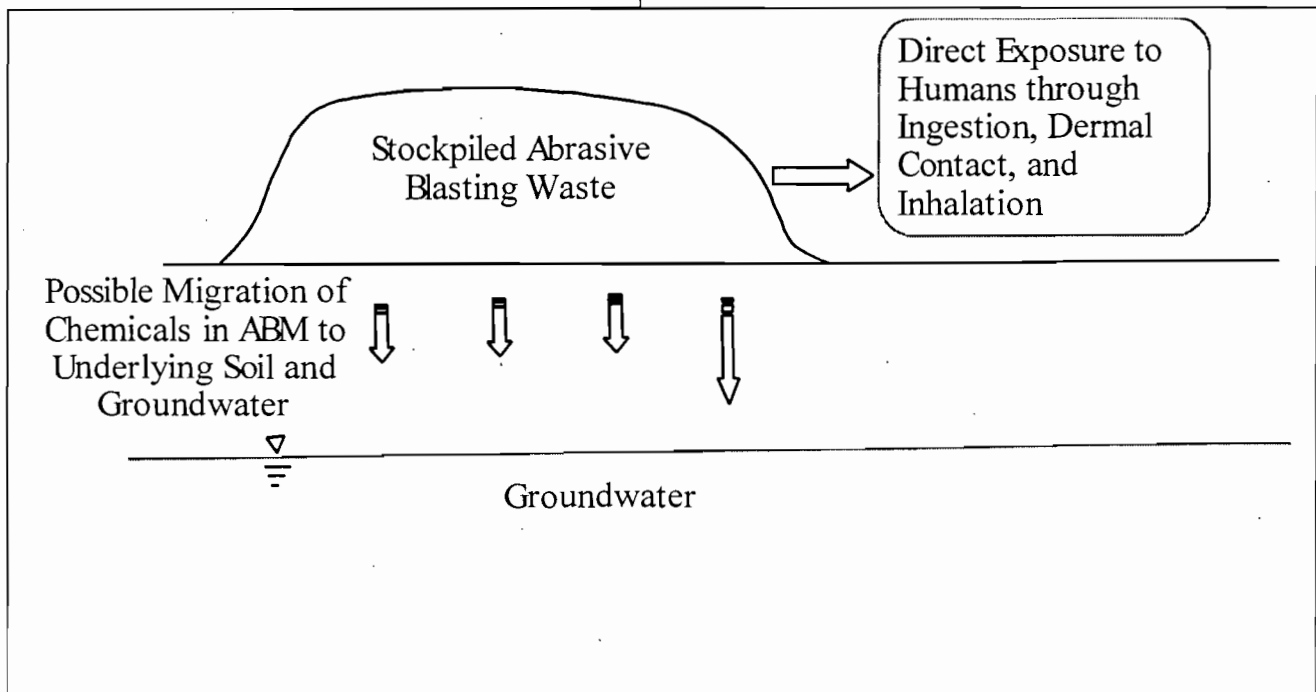 Direct Exposure to
Humans through
Ingestion, Dermal
Contact, and
Inhalation
Stockpiled Abrasive
Blasting Waste
Possible Migration of
Chemicals in ABM to
Underlying Soil and
Groundwater
Groundwater